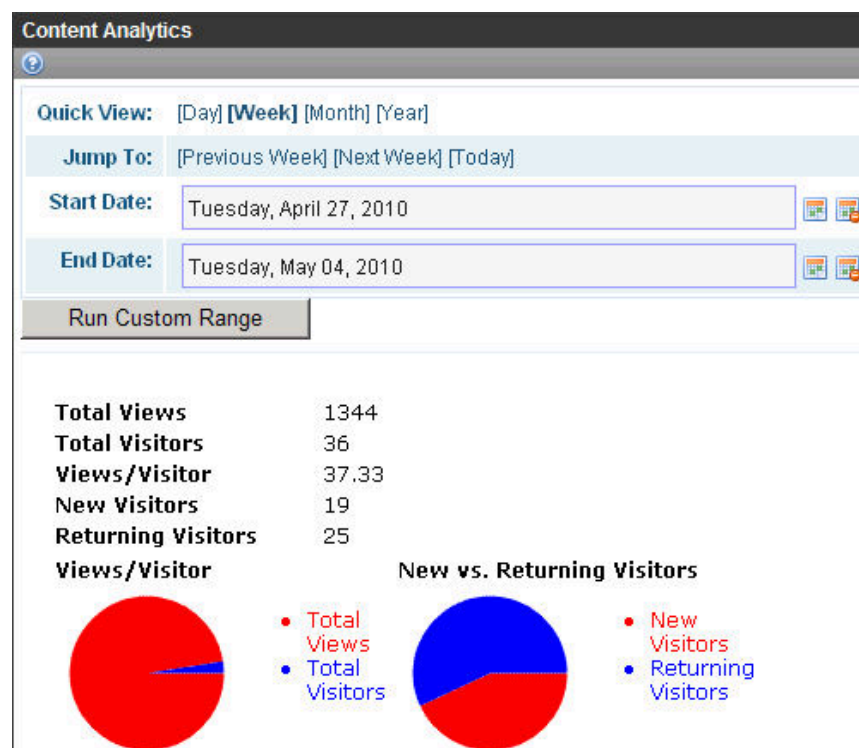 Content Analytics
Quick View: [Day] [Week] [Month] [Year]
Jump To: [Previous Week] [Next Week] [Today]
Start Date: Tuesday, April 27, 2010
End Date: Tuesday, May 04, 2010
Run Custom Range
Total Views 1344
Total Visitors 36
Views/Visitor 37.33
New Visitors 19
Returning Visitors 25
Views/Visitor New vs. Returning Visitors
Total
Views
Total
Visitors
New
Visitors
Returning
Visitors